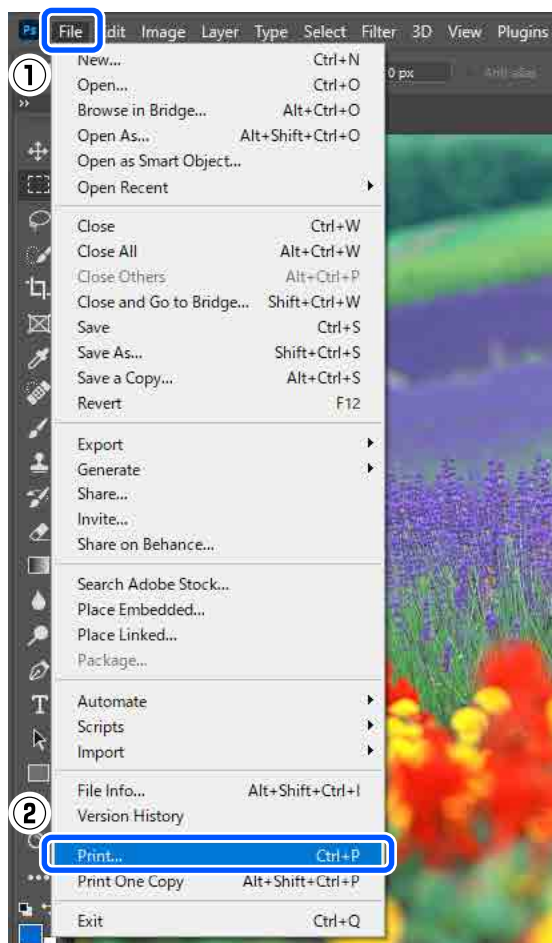 Ps File Edit Image Layer Type Select Filter 3D View Plugins
①
0 px Anti-alias
New... Ctrl+N
Open... Ctrl+O
Browse in Bridge... Alt+Ctrl+O
Open As... Alt+Shift+Ctrl+O
Open as Smart Object...
Open Recent
Close Ctrl+W
Close All Alt+Ctrl+W
Close Others Alt+Ctrl+P
Close and Go to Bridge... Shift+Ctrl+W
Save Ctrl+S
Save As... Shift+Ctrl+S
Save a Copy... Alt+Ctrl+S
Revert F12
Export
Generate
Share...
Invite...
Share on Behance...
Search Adobe Stock...
Place Embedded...
Place Linked...
Package...
Automate
Scripts
Import
File Info... Alt+Shift+Ctrl+I
Version History
②
Print... Ctrl+P
Print One Copy Alt+Shift+Ctrl+P
Exit Ctrl+Q